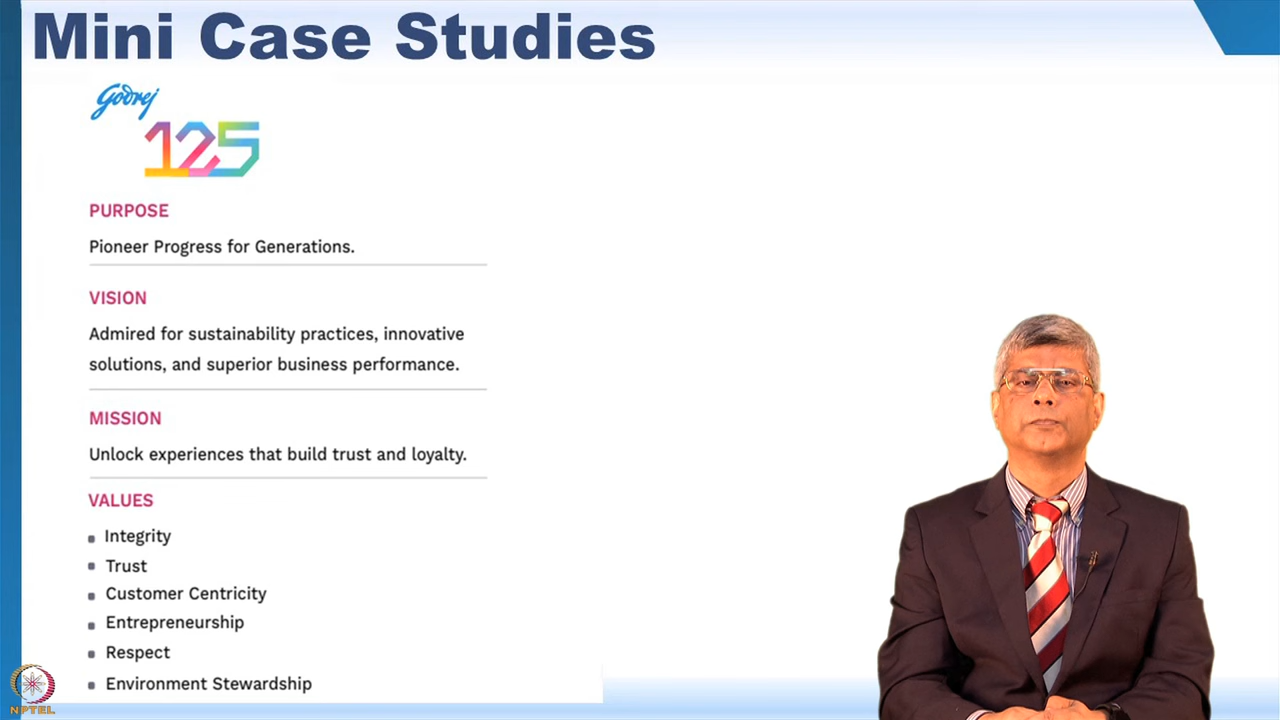 Mini Case Studies
Godrej
125
PURPOSE
Pioneer Progress for Generations.
VISION
Admired for sustainability practices, innovative
solutions, and superior business performance.
MISSION
Unlock experiences that build trust and loyalty.
VALUES
Integrity
Trust
Customer Centricity
Entrepreneurship
Respect
Environment Stewardship
NPTEL